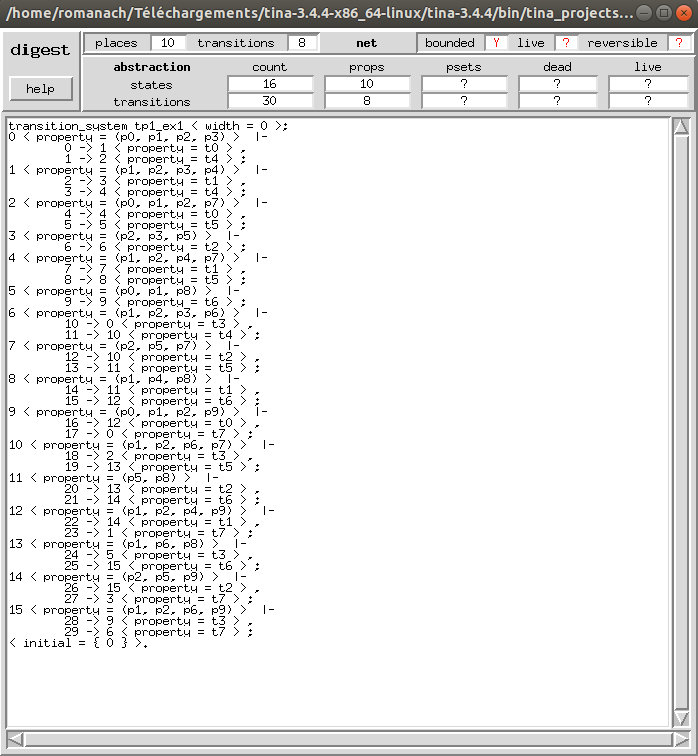 /home/romanach/Téléchargements/tina-3.4.4-x86_64-linux/tina-3.4.4/bin/tina_projects...
digest
help
places 10 transitions 8 net bounded Y live ? reversible ?
abstraction count props psets dead live
states 16 10 ? ? ?
transitions 30 8 ? ? ?
transition_system tp1_ex1 < width = 0 >;
0 < property = (p0, p1, p2, p3) > |-
0 -> 1 < property = t0 > ,
1 -> 2 < property = t4 > ;
1 < property = (p1, p2, p3, p4) > |-
2 -> 3 < property = t1 > ,
3 -> 4 < property = t4 > ;
2 < property = (p0, p1, p2, p7) > |-
4 -> 4 < property = t0 > ,
5 -> 5 < property = t5 > ;
3 < property = (p2, p3, p5) > |-
6 -> 6 < property = t2 > ;
4 < property = (p1, p2, p4, p7) > |-
7 -> 7 < property = t1 > ,
8 -> 8 < property = t5 > ;
5 < property = (p0, p1, p8) > |-
9 -> 9 < property = t6 > ;
6 < property = (p1, p2, p3, p6) > |-
10 -> 0 < property = t3 > ,
11 -> 10 < property = t4 > ;
7 < property = (p2, p5, p7) > |-
12 -> 10 < property = t2 > ,
13 -> 11 < property = t5 > ;
8 < property = (p1, p4, p8) > |-
14 -> 11 < property = t1 > ,
15 -> 12 < property = t6 > ;
9 < property = (p0, p1, p2, p9) > |-
16 -> 12 < property = t0 > ,
17 -> 0 < property = t7 > ;
10 < property = (p1, p2, p6, p7) > |-
18 -> 2 < property = t3 > ,
19 -> 13 < property = t5 > ;
11 < property = (p5, p8) > |-
20 -> 13 < property = t2 > ,
21 -> 14 < property = t6 > ;
12 < property = (p1, p2, p4, p9) > |-
22 -> 14 < property = t1 > ,
23 -> 1 < property = t7 > ;
13 < property = (p1, p6, p8) > |-
24 -> 5 < property = t3 > ,
25 -> 15 < property = t6 > ;
14 < property = (p2, p5, p9) > |-
26 -> 15 < property = t2 > ,
27 -> 3 < property = t7 > ;
15 < property = (p1, p2, p6, p9) > |-
28 -> 9 < property = t3 > ,
29 -> 6 < property = t7 > ;
< initial = { 0 } >.